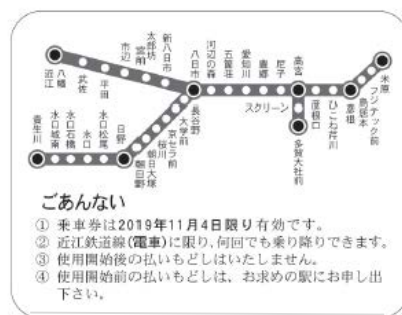 近江
八幡
武佐
平田
市辺
太郎坊
宮前
新八日市
八日市
河辺の森
五箇荘
愛知川
豊郷
尼子
高宮
スクリーン
多賀大社前
彦根口
ひこね芹川
彦根
鳥居本
フジテック前
米原
貴生川
水口城南
水口石橋
水口
水口松尾
日野
朝日野
朝日大塚
桜川
京セラ前
大学前
長谷野
ごあんない
① 乗車券は2019年11月4日限り有効です。
② 近江鉄道線(電車)に限り、何回でも乗り降りできます。
③ 使用開始後の払いもどしはいたしません。
④ 使用開始前の払いもどしは、お求めの駅にお申し出
下さい。